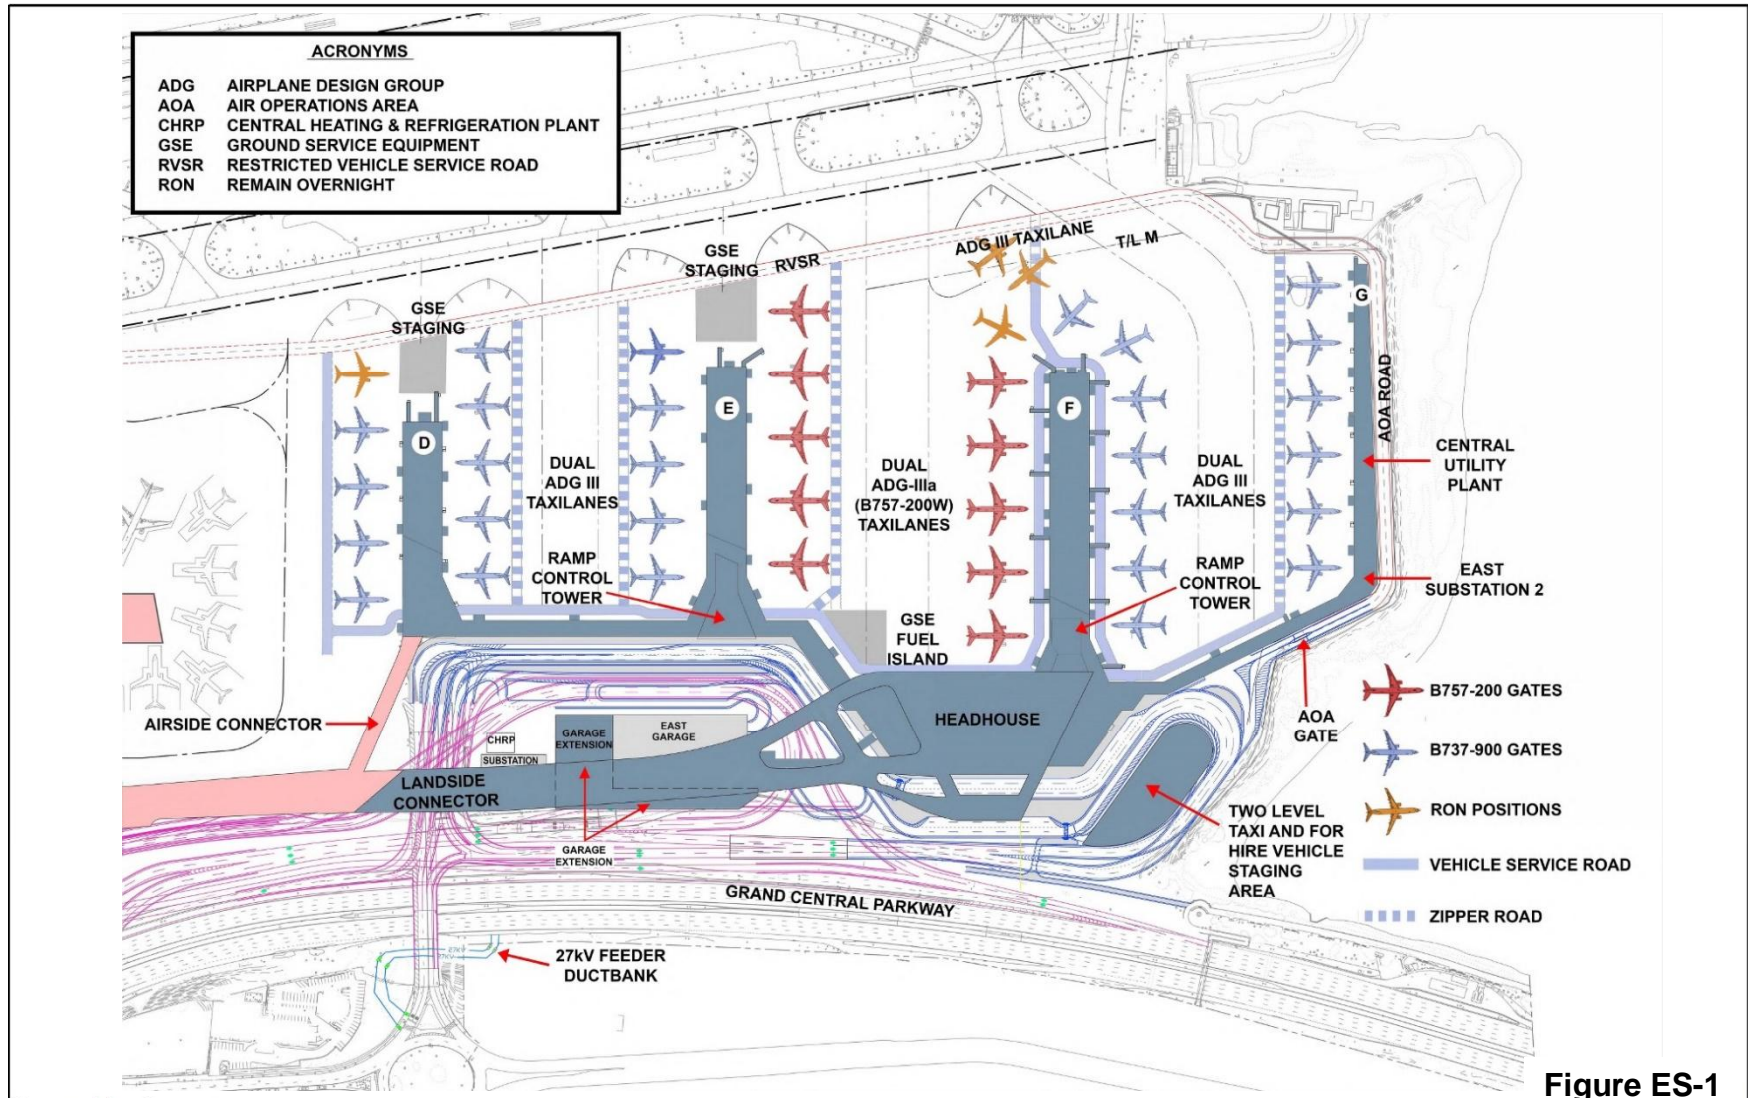 ACRONYMS
ADG AIRPLANE DESIGN GROUP
AOA AIR OPERATIONS AREA
CHRP CENTRAL HEATING & REFRIGERATION PLANT
GSE GROUND SERVICE EQUIPMENT
RVSR RESTRICTED VEHICLE SERVICE ROAD
RON REMAIN OVERNIGHT
GSE
STAGING
GSE
STAGING
RVSR
ADG III TAXILANE
T/L M
G
AOA ROAD
D
E
F
DUAL
ADG III
TAXILANES
DUAL
ADG-IIIa
(B757-200W)
TAXILANES
DUAL
ADG III
TAXILANES
CENTRAL
UTILITY
PLANT
RAMP
CONTROL
TOWER
RAMP
CONTROL
TOWER
EAST
SUBSTATION 2
GSE
FUEL
ISLAND
AIRSIDE CONNECTOR
HEADHOUSE
AOA
GATE
CHRP
SUBSTATION
GARAGE
EXTENSION
EAST
GARAGE
LANDSIDE
CONNECTOR
GARAGE
EXTENSION
TWO LEVEL
TAXI AND FOR
HIRE VEHICLE
STAGING
AREA
GRAND CENTRAL PARKWAY
27kV
27kV
27kV FEEDER
DUCTBANK
B757-200 GATES
B737-900 GATES
RON POSITIONS
VEHICLE SERVICE ROAD
ZIPPER ROAD
Figure ES-1